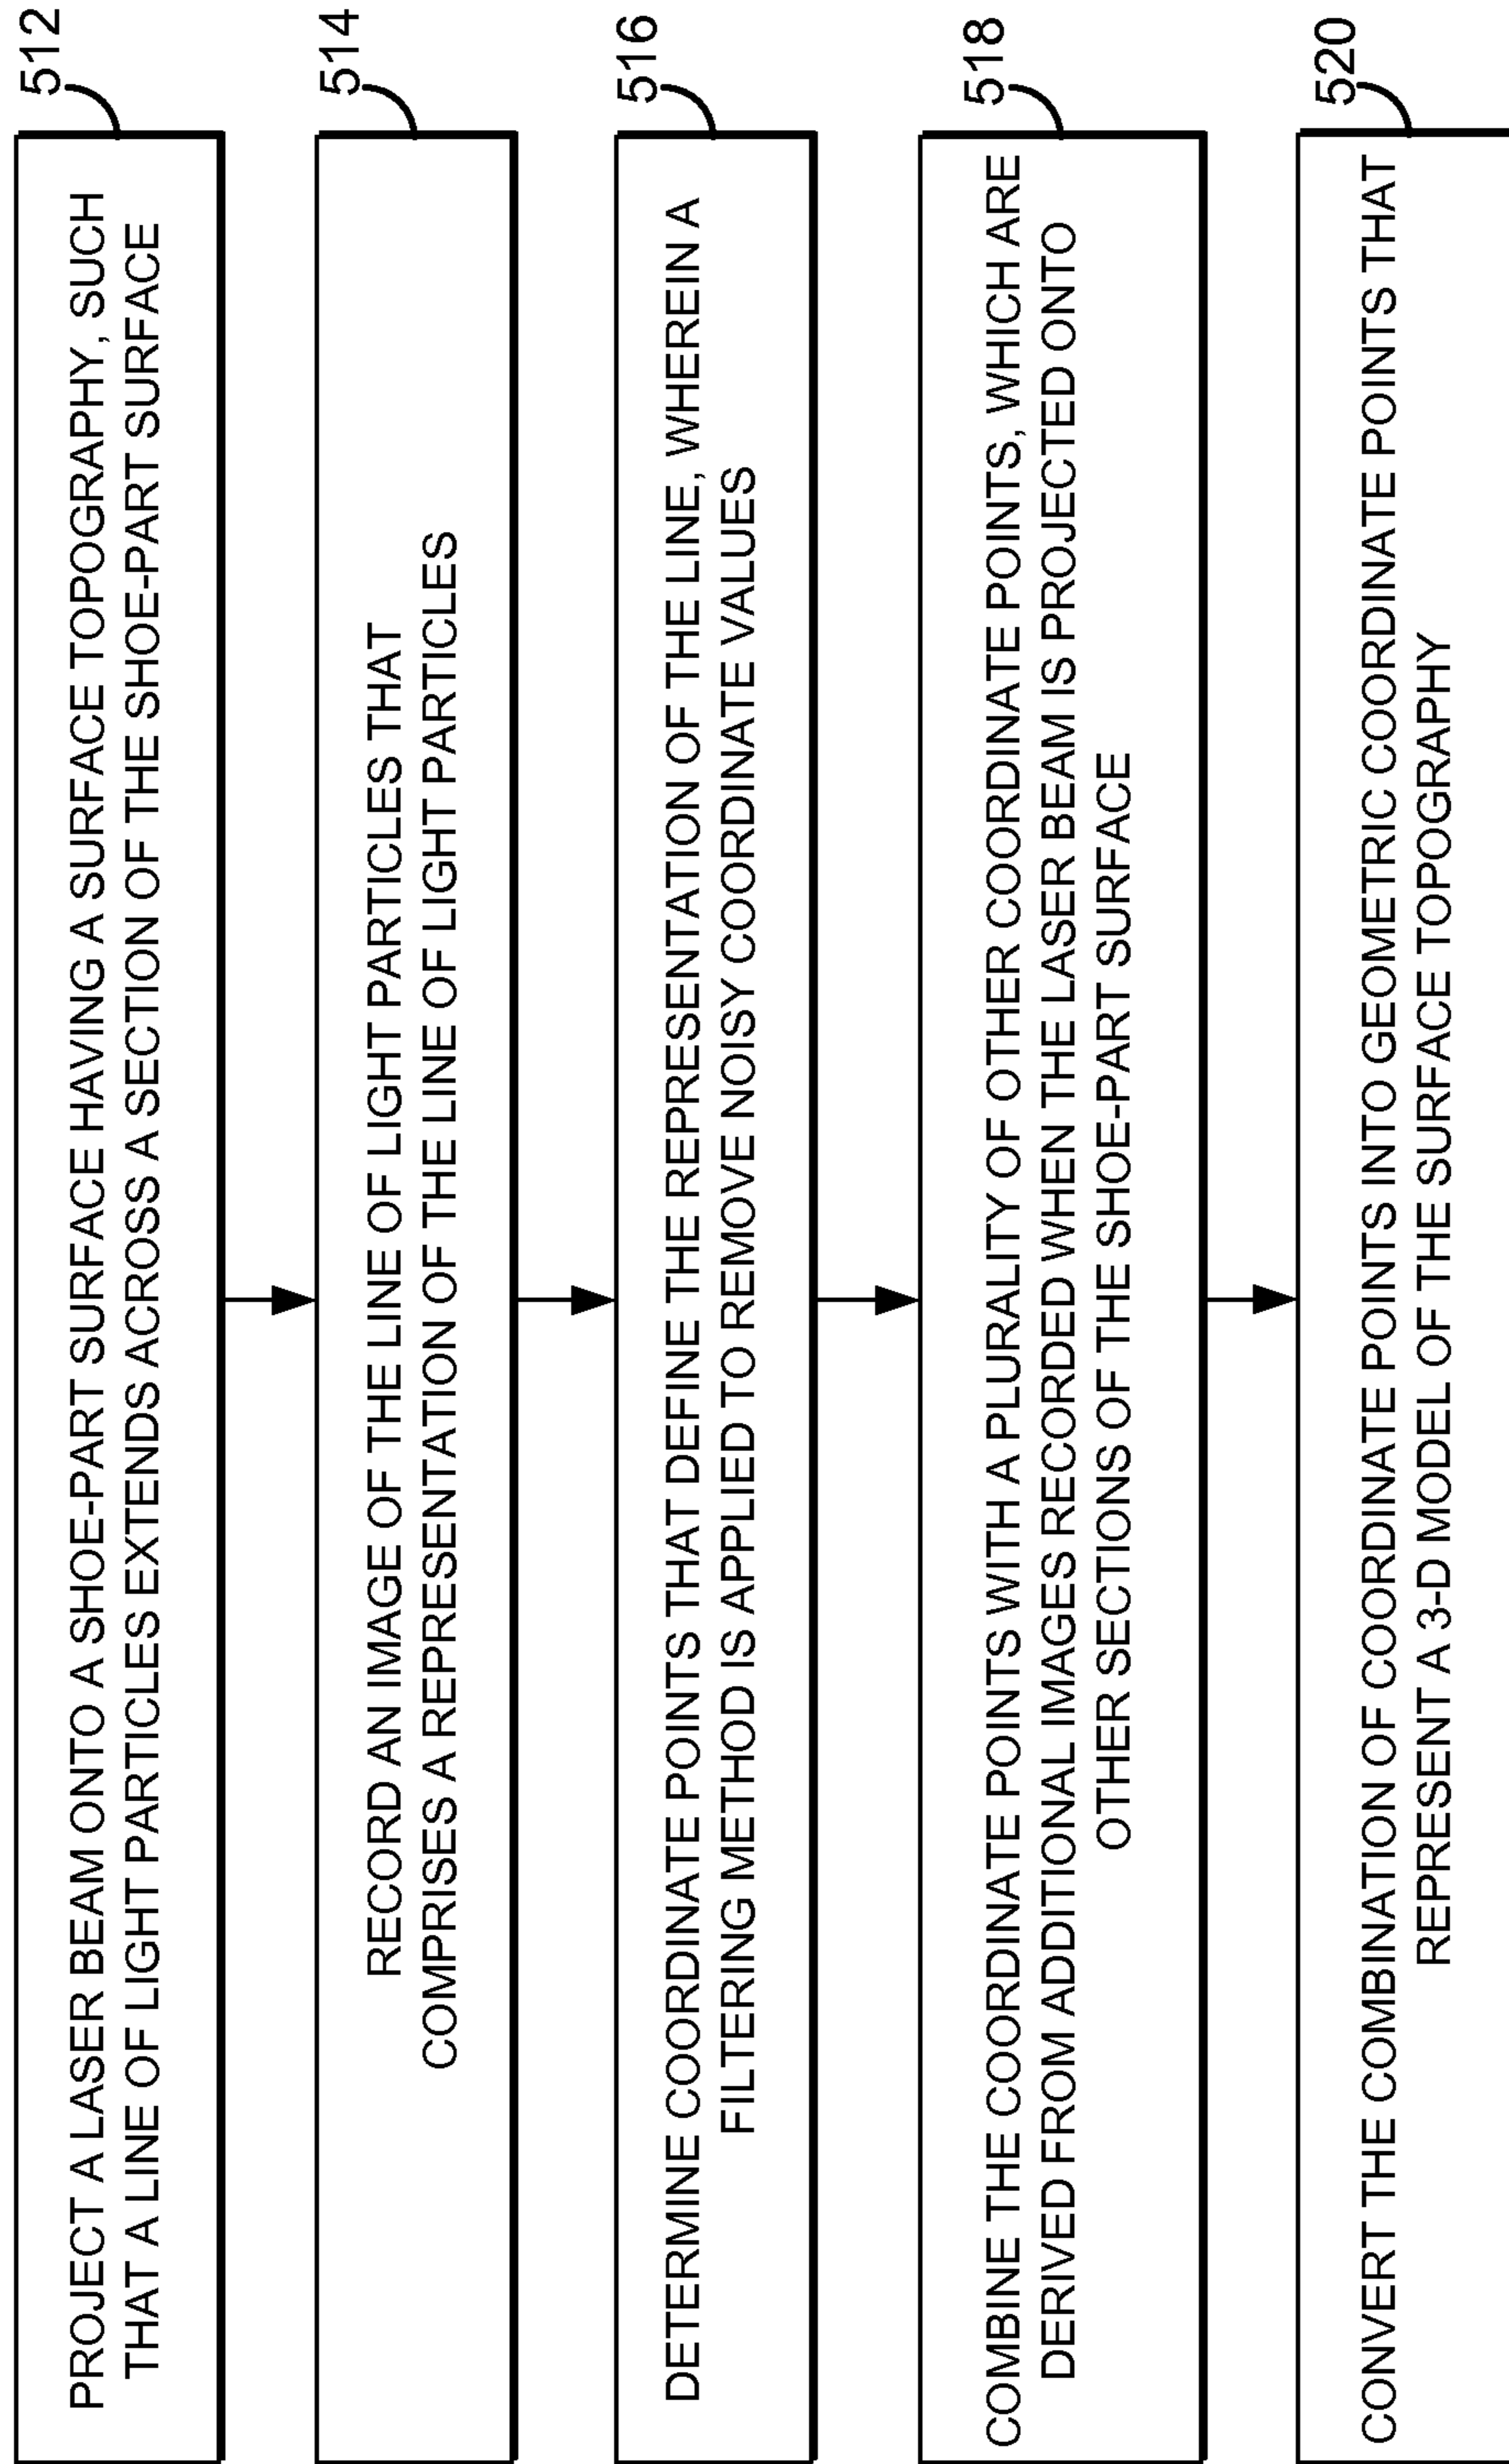 512
PROJECT A LASER BEAM ONTO A SHOE-PART SURFACE HAVING A SURFACE TOPOGRAPHY, SUCH
THAT A LINE OF LIGHT PARTICLES EXTENDS ACROSS A SECTION OF THE SHOE-PART SURFACE
514
RECORD AN IMAGE OF THE LINE OF LIGHT PARTICLES THAT
COMPRISES A REPRESENTATION OF THE LINE OF LIGHT PARTICLES
516
DETERMINE COORDINATE POINTS THAT DEFINE THE REPRESENTATION OF THE LINE, WHEREIN A
FILTERING METHOD IS APPLIED TO REMOVE NOISY COORDINATE VALUES
518
COMBINE THE COORDINATE POINTS WITH A PLURALITY OF OTHER COORDINATE POINTS, WHICH ARE
DERIVED FROM ADDITIONAL IMAGES RECORDED WHEN THE LASER BEAM IS PROJECTED ONTO
OTHER SECTIONS OF THE SHOE-PART SURFACE
520
CONVERT THE COMBINATION OF COORDINATE POINTS INTO GEOMETRIC COORDINATE POINTS THAT
REPRESENT A 3-D MODEL OF THE SURFACE TOPOGRAPHY